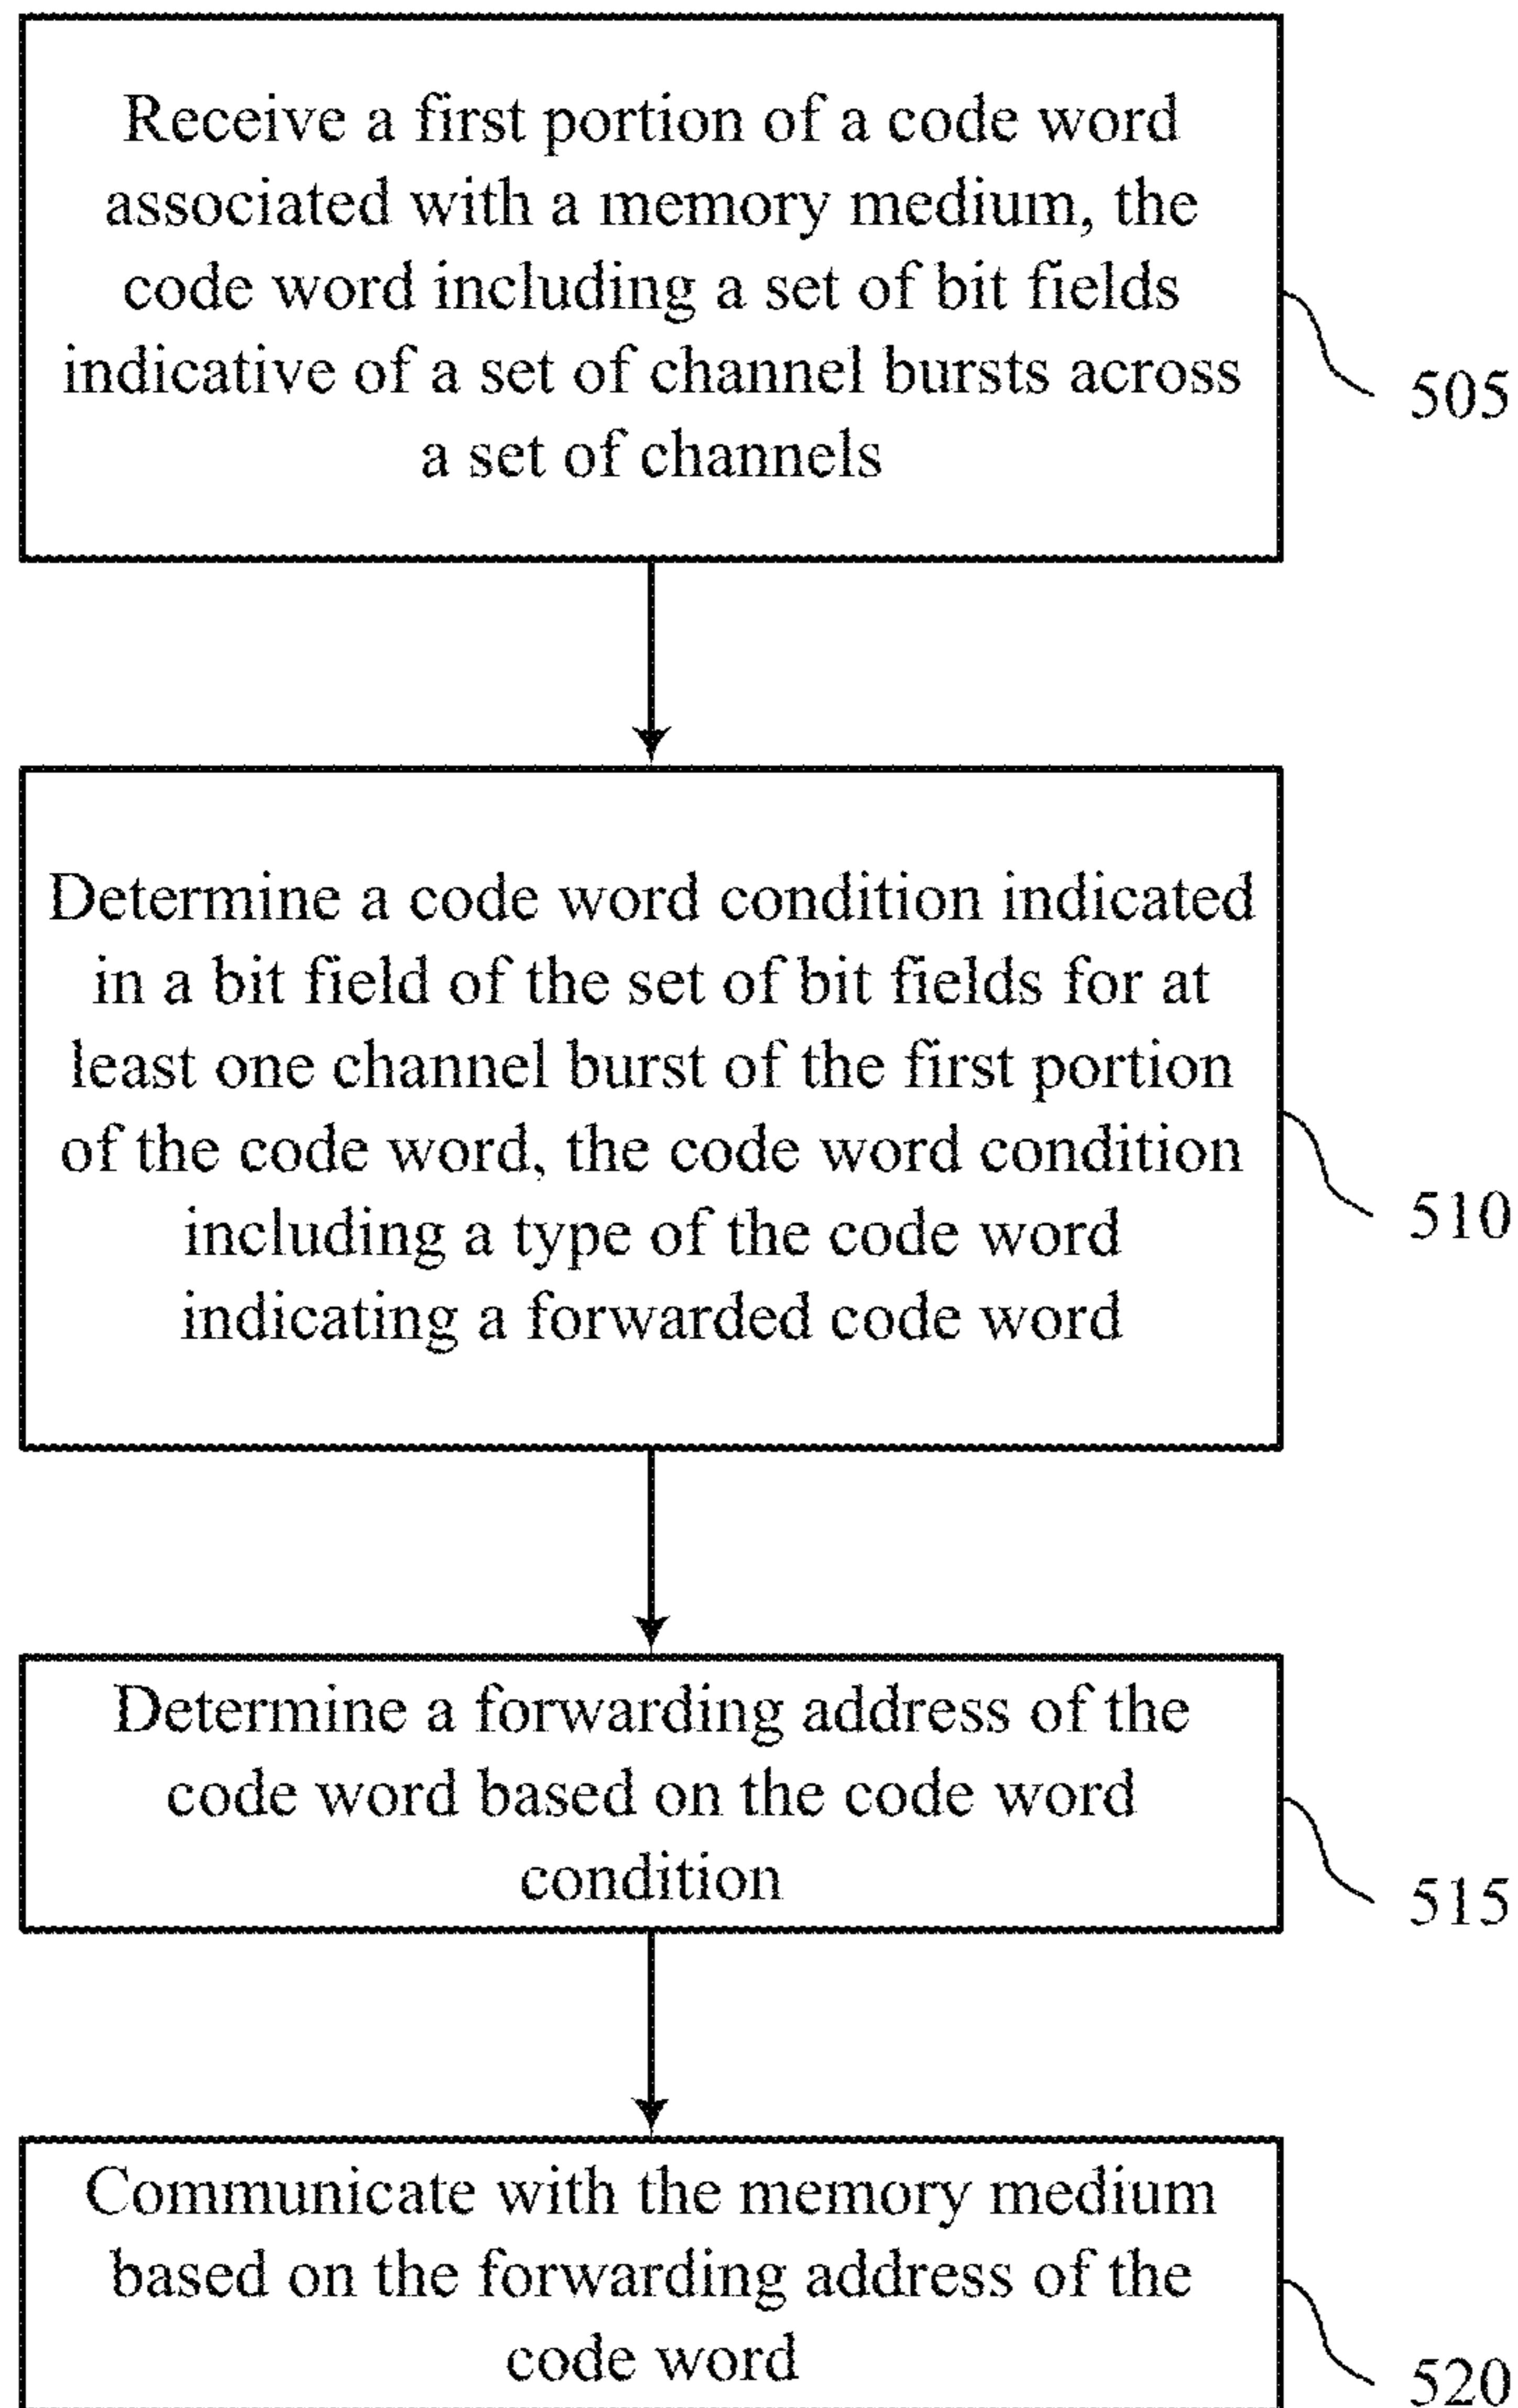 Receive a first portion of a code word
associated with a memory medium, the
code word including a set of bit fields
indicative of a set of channel bursts across
a set of channels
505
Determine a code word condition indicated
in a bit field of the set of bit fields for at
least one channel burst of the first portion
of the code word, the code word condition
including a type of the code word
indicating a forwarded code word
510
Determine a forwarding address of the
code word based on the code word
condition
515
Communicate with the memory medium
based on the forwarding address of the
code word
520